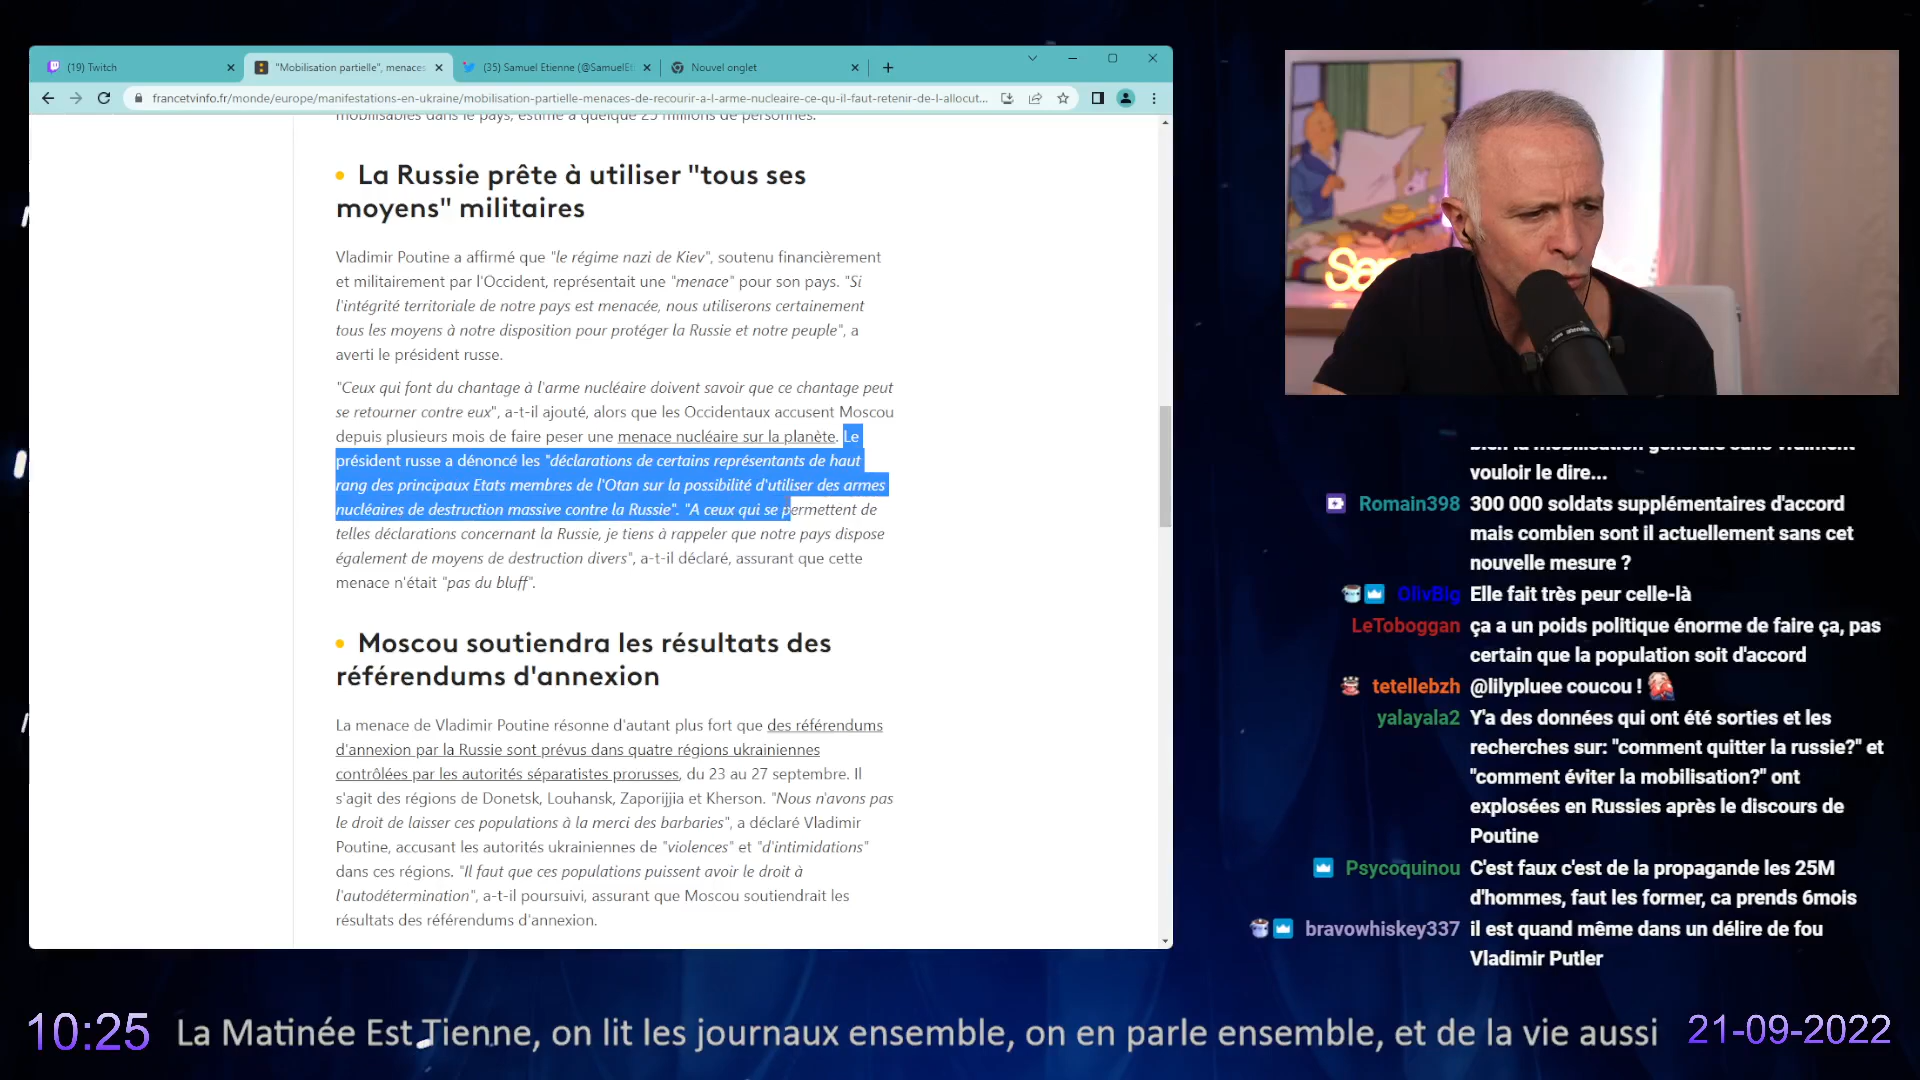 (19) Twitch
"Mobilisation partielle", menaces
(35) Samuel Etienne (@SamuelEt
Nouvel onglet
francetvinfo.fr/monde/europe/manifestations-en-ukraine/mobilisation-partielle-menaces-de-recourir-a-l-arme-nucleaire-ce-qu-il-faut-retenir-de-l-allocut...
mobilisables dans le pays, estimé à quelque 25 millions de personnes.
• La Russie prête à utiliser "tous ses
moyens" militaires
Vladimir Poutine a affirmé que "le régime nazi de Kiev", soutenu financièrement
et militairement par l'Occident, représentait une "menace" pour son pays. "Si
l'intégrité territoriale de notre pays est menacée, nous utiliserons certainement
tous les moyens à notre disposition pour protéger la Russie et notre peuple", a
averti le président russe.
"Ceux qui font du chantage à l'arme nucléaire doivent savoir que ce chantage peut
se retourner contre eux", a-t-il ajouté, alors que les Occidentaux accusent Moscou
depuis plusieurs mois de faire peser une menace nucléaire sur la planète. Le
président russe a dénoncé les "déclarations de certains représentants de haut
rang des principaux Etats membres de l'Otan sur la possibilité d'utiliser des armes
nucléaires de destruction massive contre la Russie". "A ceux qui se permettent de
telles déclarations concernant la Russie, je tiens à rappeler que notre pays dispose
également de moyens de destruction divers", a-t-il déclaré, assurant que cette
menace n'était "pas du bluff".
• Moscou soutiendra les résultats des
référendums d'annexion
La menace de Vladimir Poutine résonne d'autant plus fort que des référendums
d'annexion par la Russie sont prévus dans quatre régions ukrainiennes
contrôlées par les autorités séparatistes prorusses, du 23 au 27 septembre. Il
s'agit des régions de Donetsk, Louhansk, Zaporijjia et Kherson. "Nous n'avons pas
le droit de laisser ces populations à la merci des barbaries", a déclaré Vladimir
Poutine, accusant les autorités ukrainiennes de "violences" et "d'intimidations"
dans ces régions. "Il faut que ces populations puissent avoir le droit à
l'autodétermination", a-t-il poursuivi, assurant que Moscou soutiendrait les
résultats des référendums d'annexion.
bien la mobilisation générale sans vraiment
vouloir le dire...
Romain398 300 000 soldats supplémentaires d'accord
mais combien sont il actuellement sans cet
nouvelle mesure ?
OlivBig Elle fait très peur celle-là
LeToboggan ça a un poids politique énorme de faire ça, pas
certain que la population soit d'accord
tetellebzh @lilypluee coucou !
yalayala2 Y'a des données qui ont été sorties et les
recherches sur: "comment quitter la russie?" et
"comment éviter la mobilisation?" ont
explosées en Russies après le discours de
Poutine
Psycoquinou C'est faux c'est de la propagande les 25M
d'hommes, faut les former, ca prends 6mois
bravowhiskey337 il est quand même dans un délire de fou
Vladimir Putler
10:25 La Matinée Est Tienne, on lit les journaux ensemble, on en parle ensemble, et de la vie aussi 21-09-2022